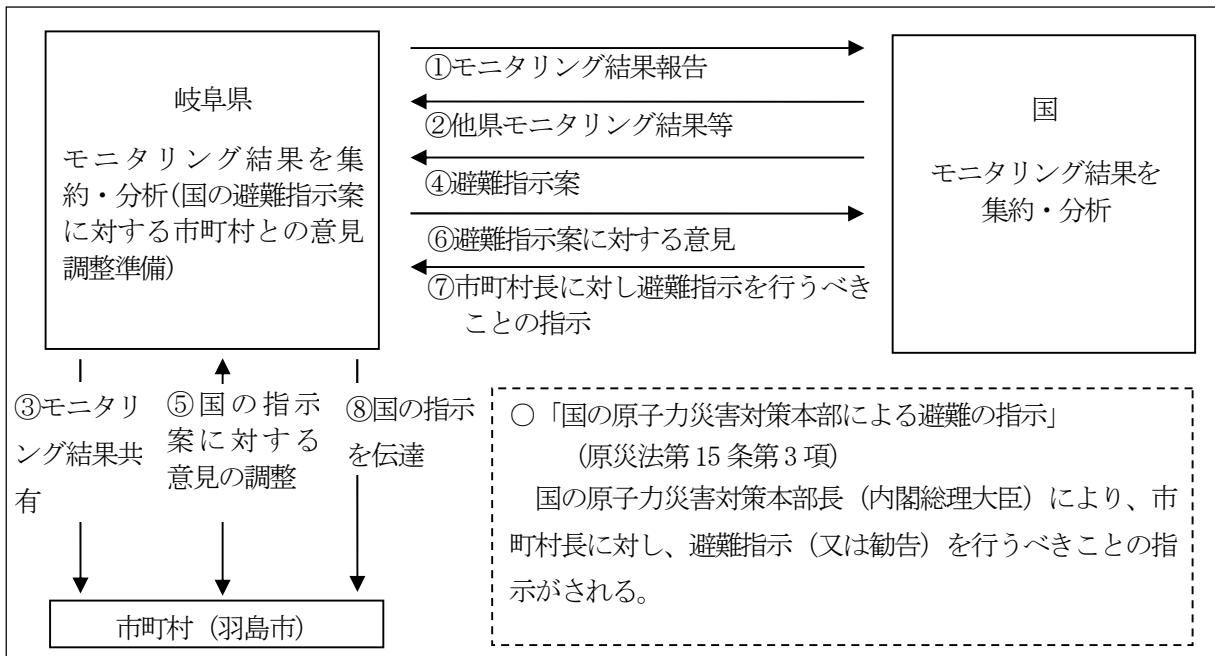 岐阜県
モニタリング結果を集
約・分析(国の避難指示案
に対する市町村との意見
調整準備)
①モニタリング結果報告
②他県モニタリング結果等
④避難指示案
⑥避難指示案に対する意見
⑦市町村長に対し避難指示を行うべき
ことの指示
国
モニタリング結果を
集約・分析
③モニタリ
ング結果共
有
⑤国の指示
案に対する
意見の調整
⑧国の指示
を伝達
市町村（羽島市）
○「国の原子力災害対策本部による避難の指示」
(原災法第15条第3項)
国の原子力災害対策本部長（内閣総理大臣）により、市
町村長に対し、避難指示（又は勧告）を行うべきことの指
示がされる。